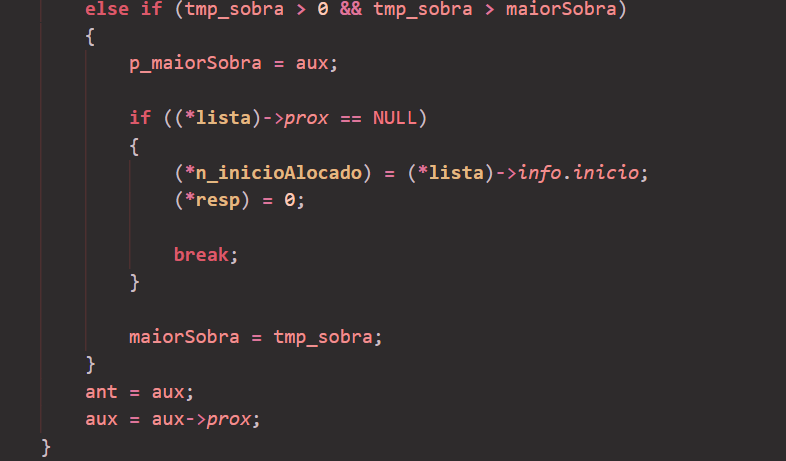 else if (tmp_sobra > 0 && tmp_sobra > maiorSobra)
{
p_maiorSobra = aux;
if ((*lista)->prox == NULL)
{
(*n_inicioAlocado) = (*lista)->info.inicio;
(*resp) = 0;
break;
}
maiorSobra = tmp_sobra;
}
ant = aux;
aux = aux->prox;
}